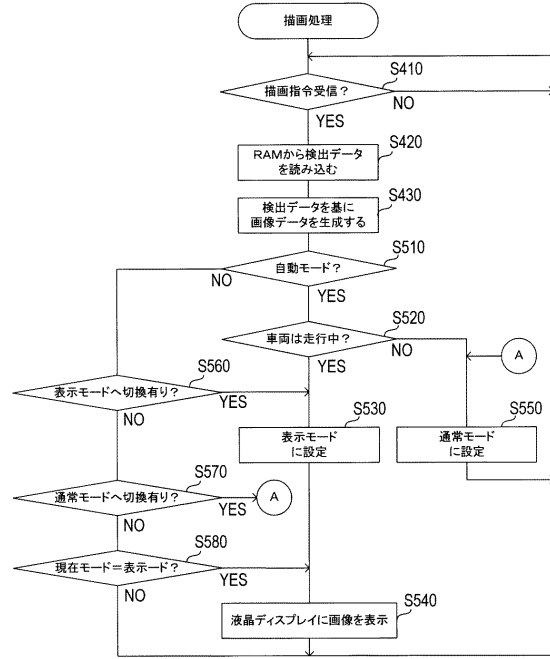 描画処理
S410
描画指令受信？
NO
YES
S420
RAMから検出データ
を読み込む
S430
検出データを基に
画像データを生成する
S510
自動モード？
NO
YES
S520
車両は走行中？
NO
YES
A
S560
表示モードへ切換有り？
YES
NO
S530
表示モード
に設定
S550
通常モード
に設定
S570
通常モードへ切換有り？
YES
A
NO
S580
現在モード＝表示モード？
YES
NO
S540
液晶ディスプレイに画像を表示